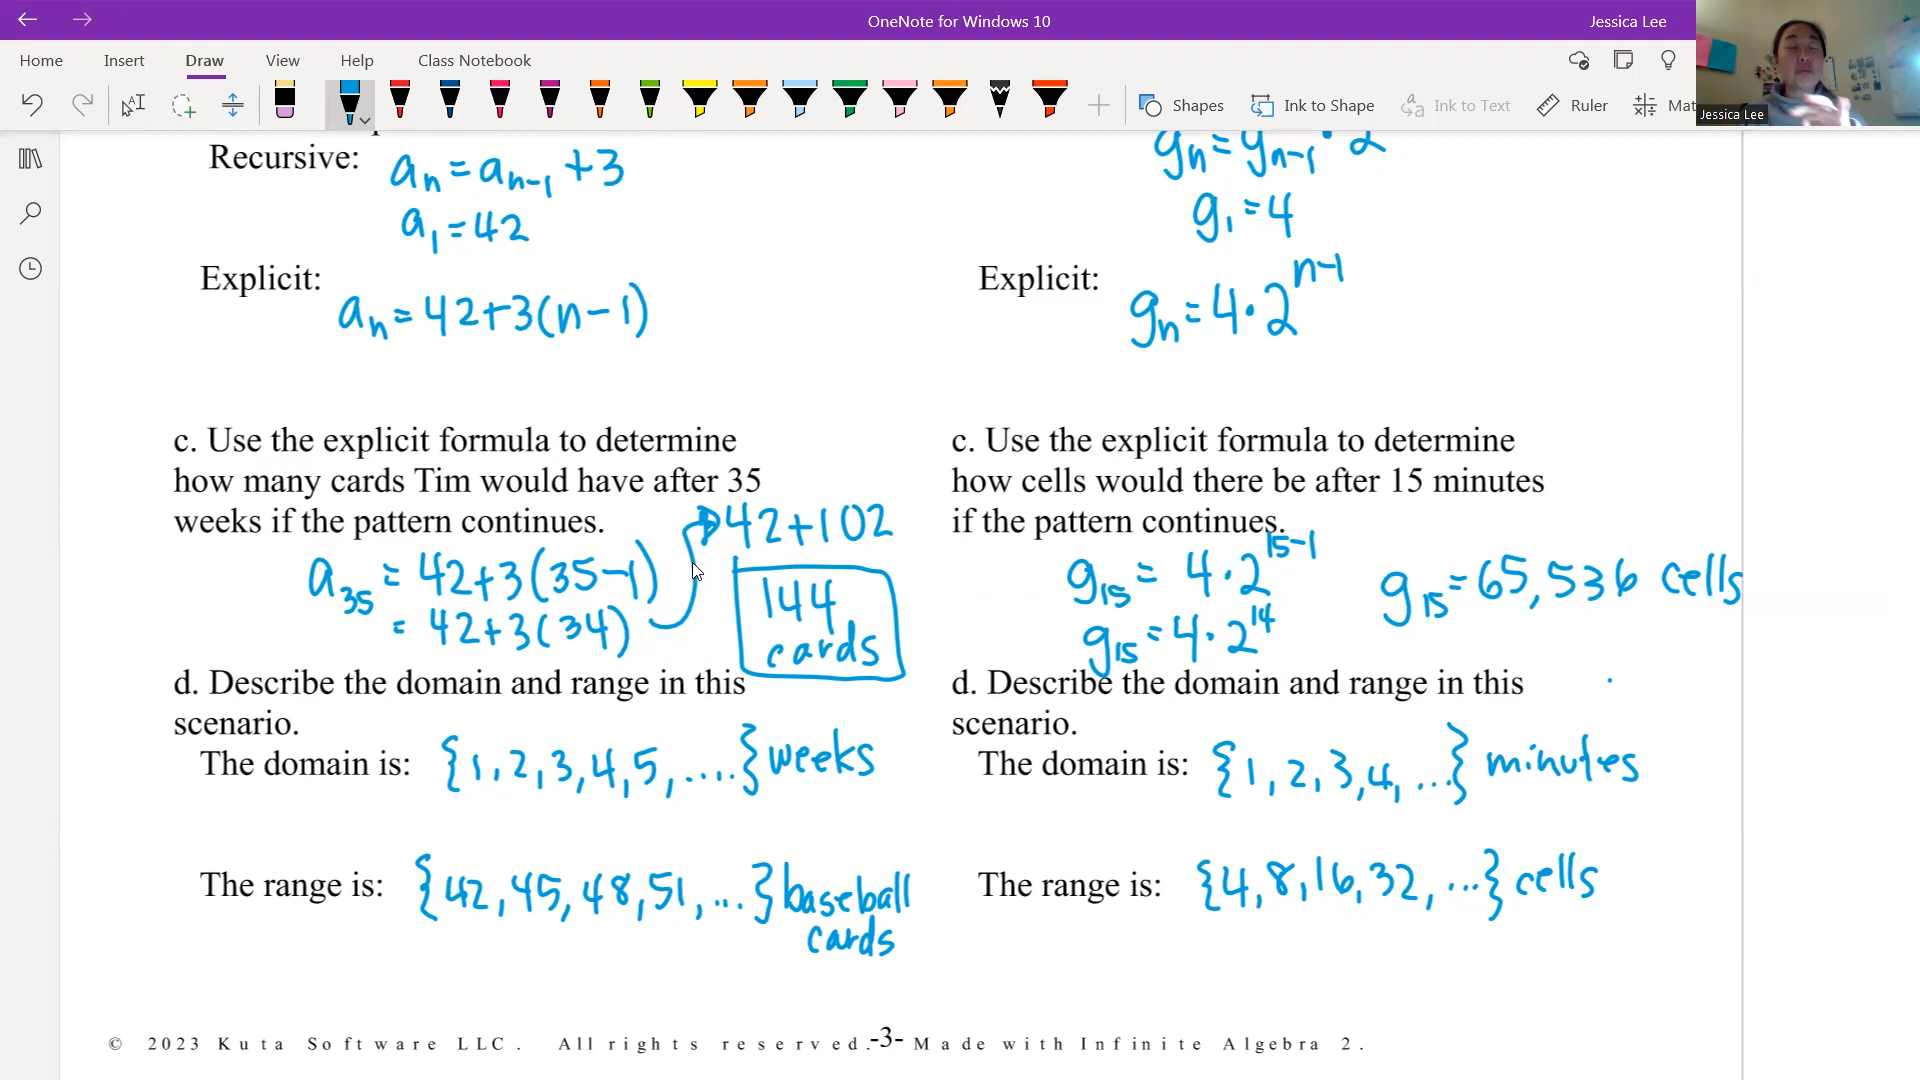 OneNote for Windows 10
Jessica Lee
Home Insert Draw View Help Class Notebook
Shapes Ink to Shape Ink to Text Ruler Mat
Jessica Lee
Recursive: aₙ = aₙ₋₁ + 3
a₁ = 42
Explicit:
aₙ = 42+3(n-1)
c. Use the explicit formula to determine
how many cards Tim would have after 35
weeks if the pattern continues.
a₃₅ = 42+3(35-1)
= 42+3(34)
42+102
144
cards
d. Describe the domain and range in this
scenario.
The domain is: {1,2,3,4,5,....} weeks
The range is: {42,45,48,51,...} baseball
cards
gₙ = gₙ₋₁ · 2
g₁ = 4
Explicit:
gₙ = 4·2ⁿ⁻¹
c. Use the explicit formula to determine
how cells would there be after 15 minutes
if the pattern continues.
g₁₅ = 4·2¹⁵⁻¹
g₁₅ = 4·2¹⁴
g₁₅ = 65,536 cells
d. Describe the domain and range in this
scenario.
The domain is: {1,2,3,4,...} minutes
The range is: {4,8,16,32,...} cells
© 2023 Kuta Software LLC. All rights reserved. -3- Made with Infinite Algebra 2.